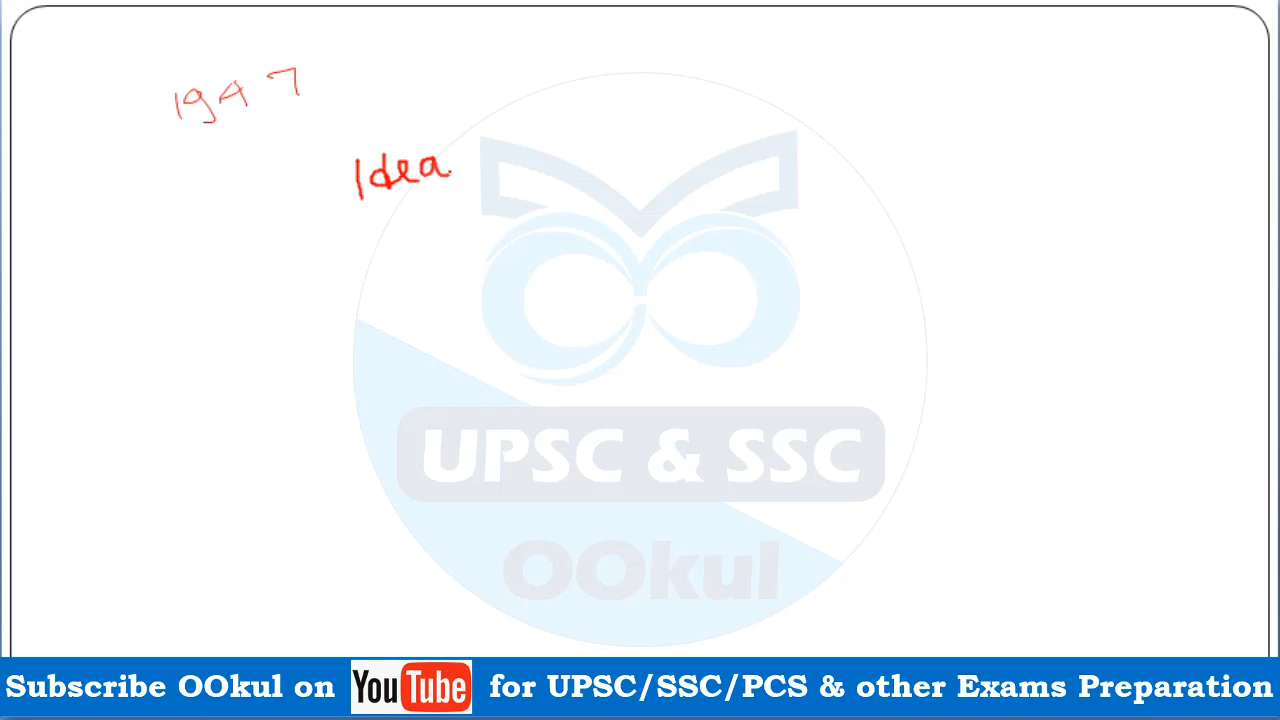 1947
Idea
UPSC & SSC
OOkul
Subscribe OOkul on YouTube for UPSC/SSC/PCS & other Exams Preparation